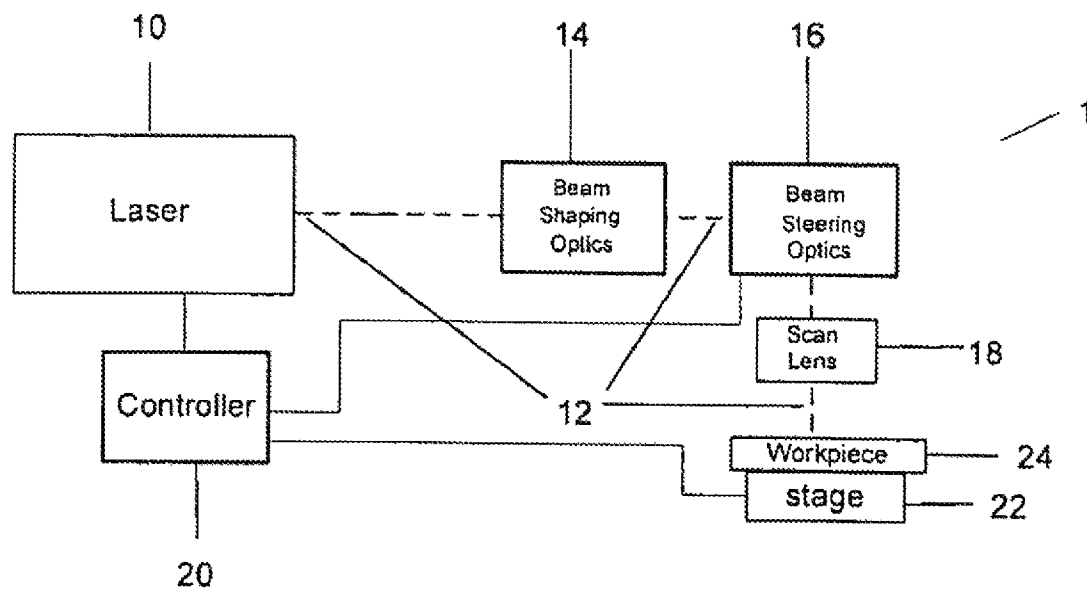 10
14
16
1
Laser
Beam
Shaping
Optics
Beam
Steering
Optics
Scan
Lens
18
Controller
12
Workpiece
24
stage
22
20